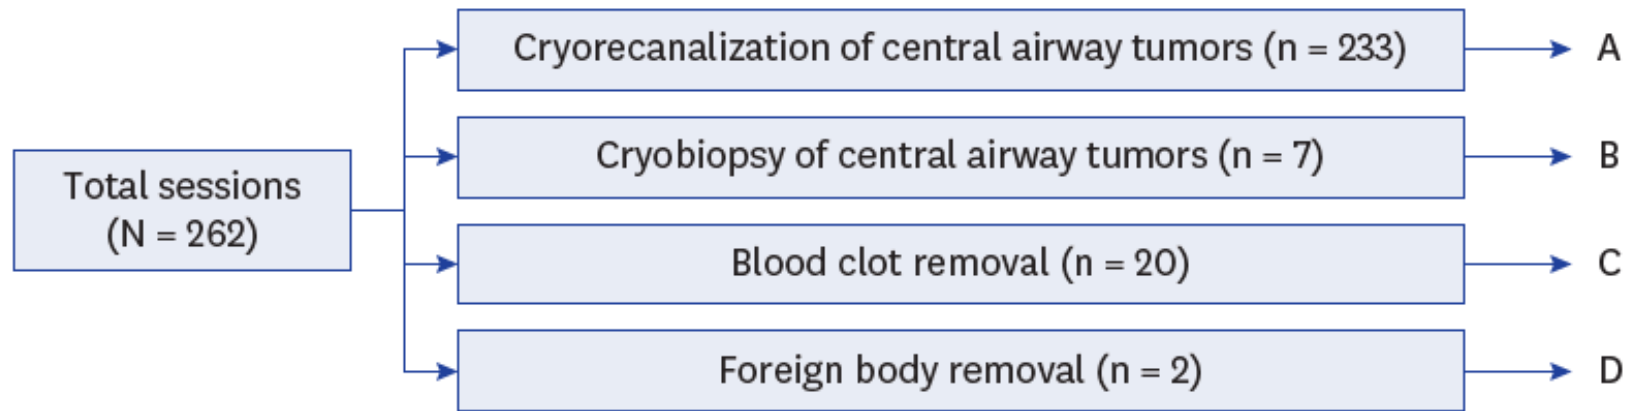 Cryorecanalization of central airway tumors (n = 233)
A
Cryobiopsy of central airway tumors (n = 7)
B
Total sessions
(N = 262)
Blood clot removal (n = 20)
C
Foreign body removal (n = 2)
D